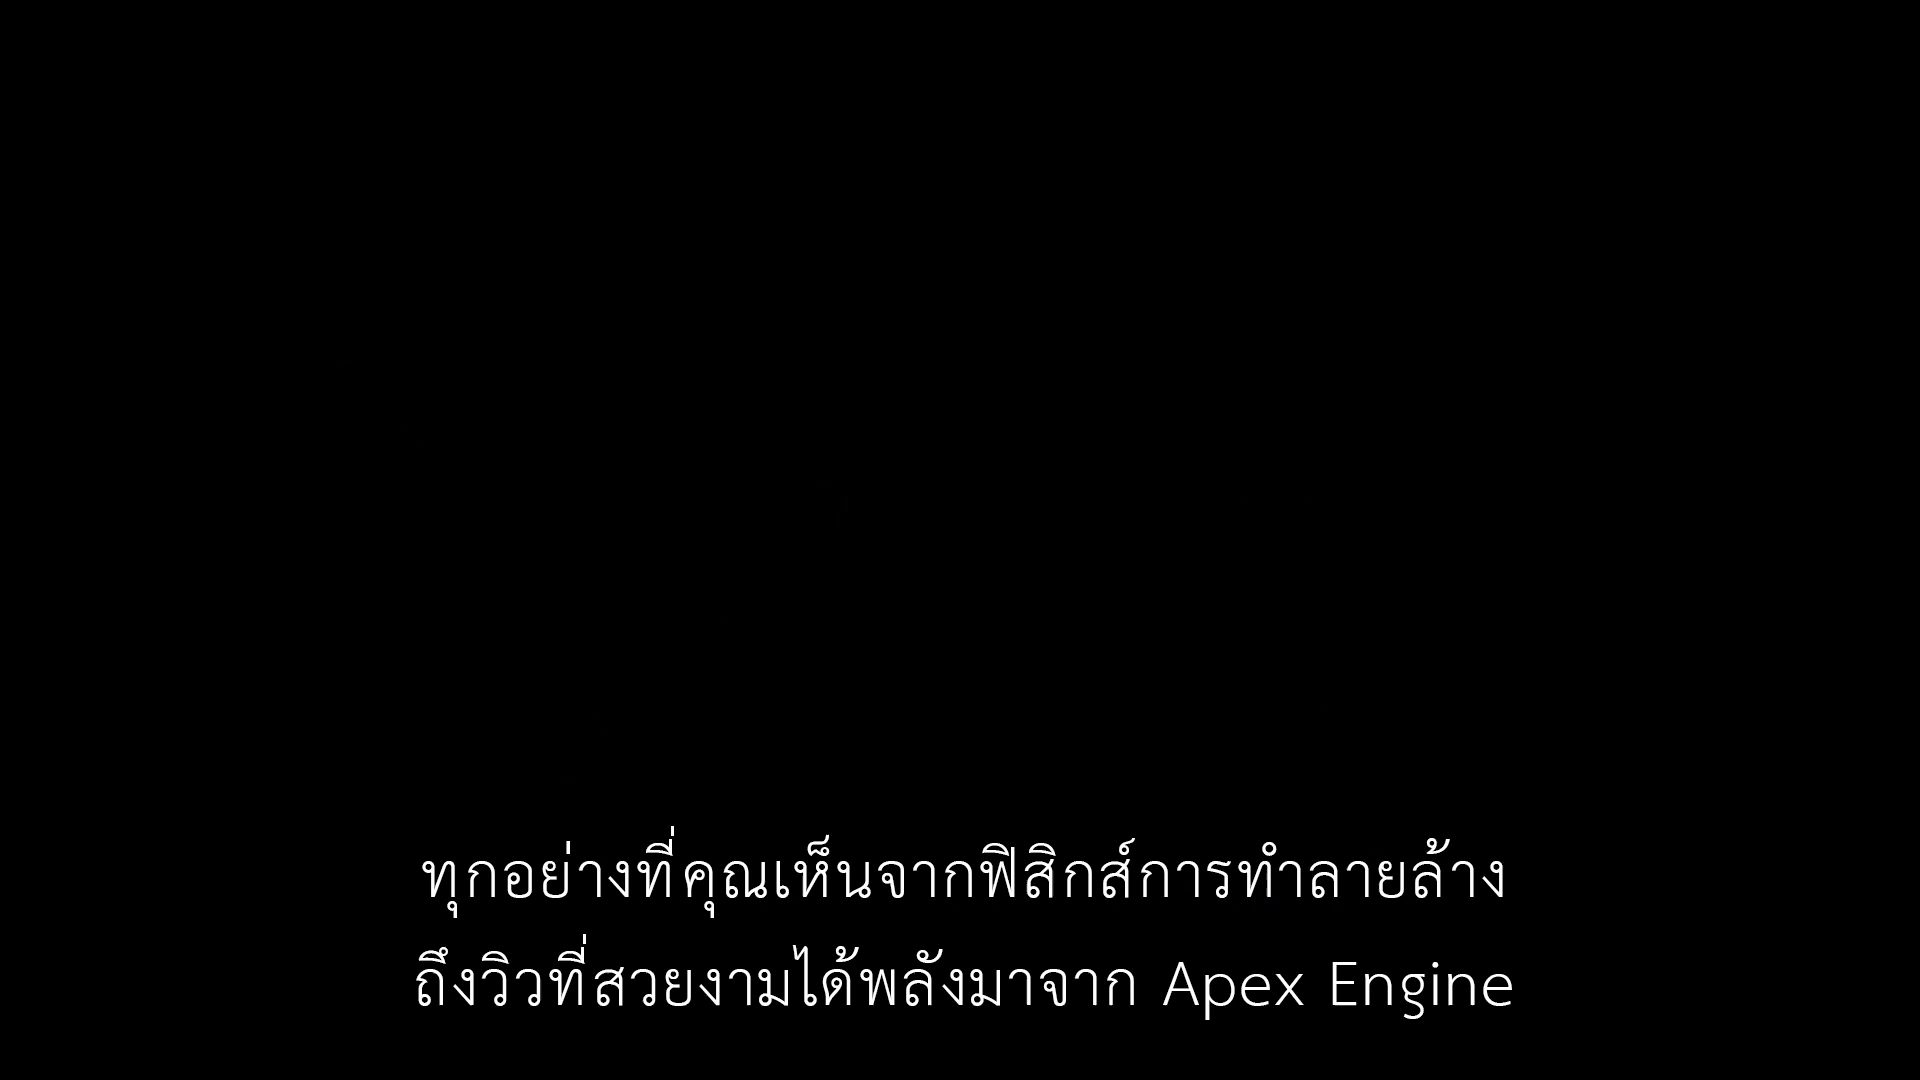 ทุกอย่างที่คุณเห็นจากฟิสิกส์การทำลายล้าง
ถึงวิวที่สวยงามได้พลังมาจาก Apex Engine